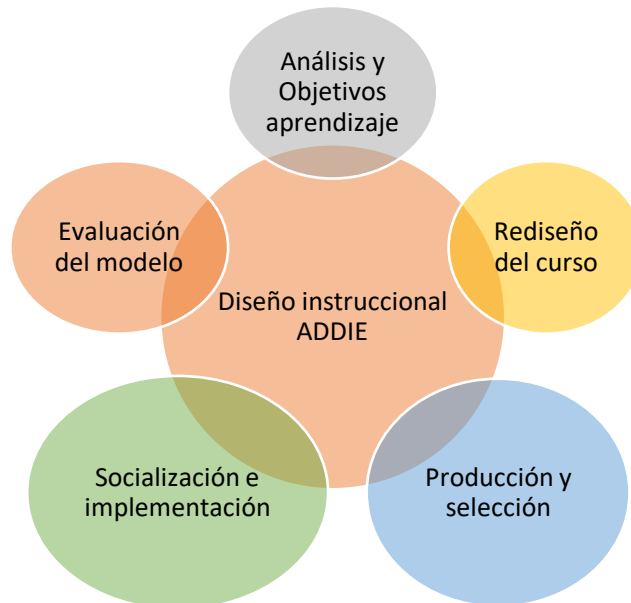 Análisis y
Objetivos
aprendizaje
Evaluación
del modelo
Rediseño
del curso
Diseño instruccional
ADDIE
Socialización e
implementación
Producción y
selección